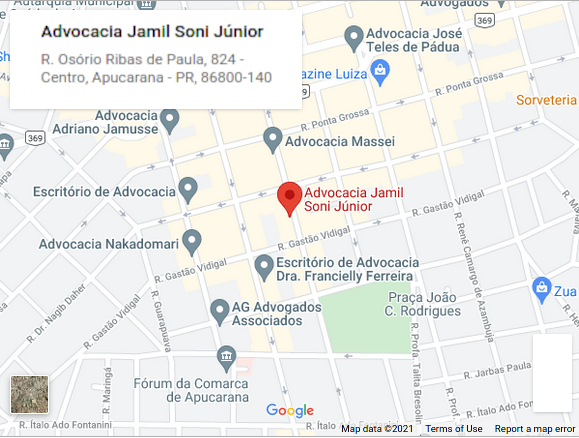 Autarquia Municipal
Advogados
369
Advocacia Jamil Soni Júnior
R. Osório Ribas de Paula, 824 -
Centro, Apucarana - PR, 86800-140
Advocacia José
Teles de Pádua
azine Luiza
R. Ponta Grossa
Sorveteria
Advocacia
Adriano Jamusse
R. Ponta Grossa
369
369
Advocacia Massei
Escritório de Advocacia
Advocacia Jamil
Soni Júnior
R. Gastão Vidigal
Advocacia Nakadomari
R. Gastão Vidigal
R. Gastão Vidigal
Escritório de Advocacia
Dra. Francielly Ferreira
R. Dr. Nagib Daher
R. Guarapuava
AG Advogados
Associados
Praça João
C. Rodrigues
R. René Camargo de Azambuja
Zua
R. Profa. Talita Bresolin
R. Prof.
R. Jarbas Paula
R. Maringá
Fórum da Comarca
de Apucarana
Google
R. Ítalo Ado Fontanini
R. Ítalo Ado Fontanini
R. Ítalo Ado
Map data ©2021
Terms of Use
Report a map error